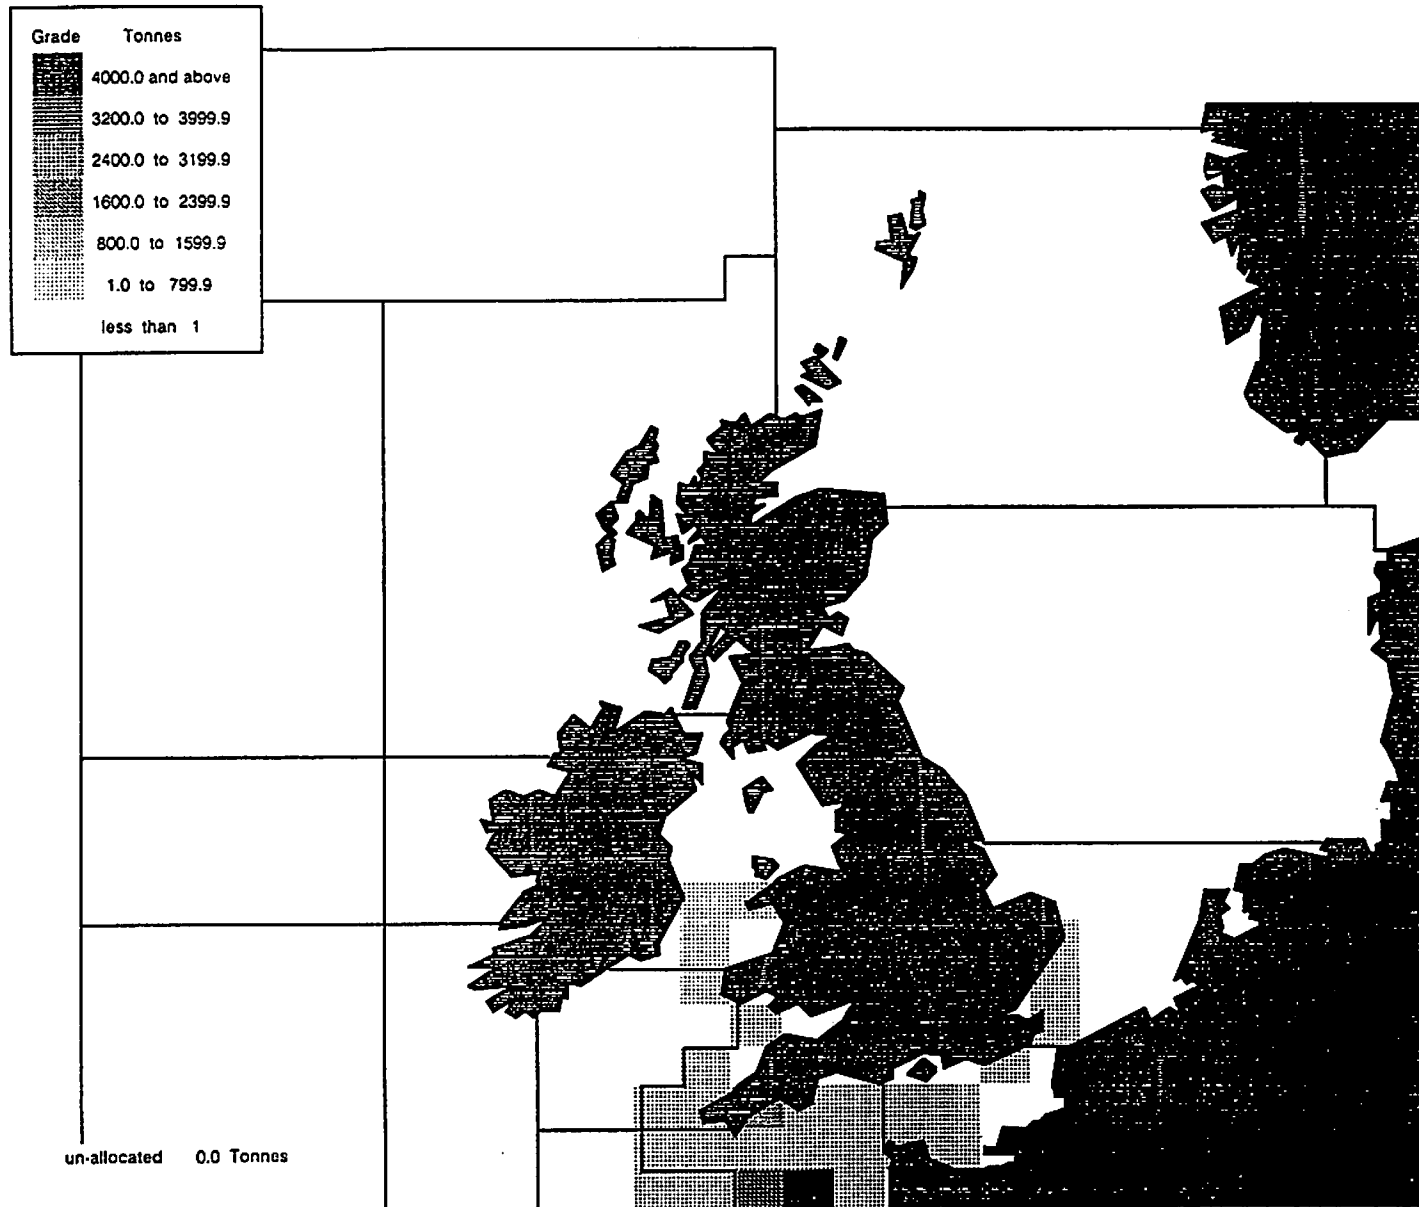 Grade Tonnes
4000.0 and above
3200.0 to 3999.9
2400.0 to 3199.9
1600.0 to 2399.9
800.0 to 1599.9
1.0 to 799.9
less than 1
un-allocated 0.0 Tonnes